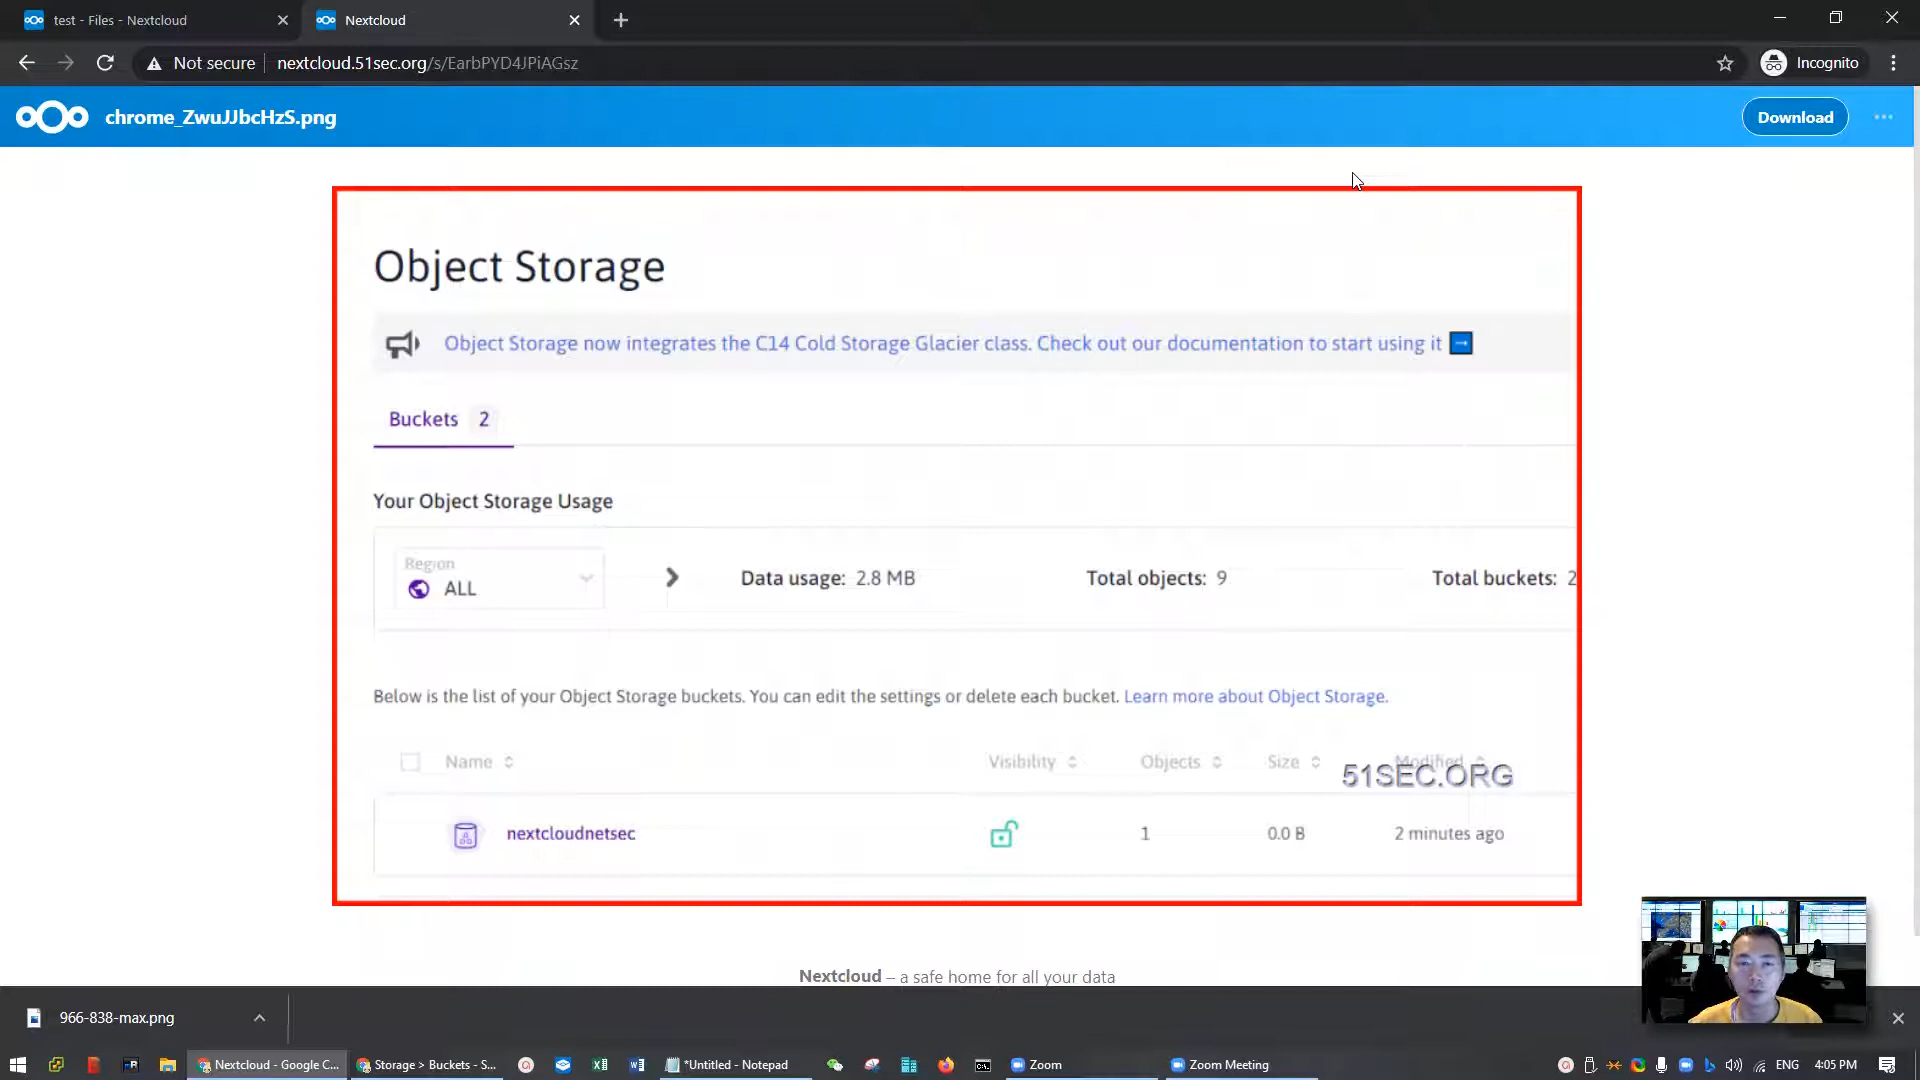 test - Files - Nextcloud
Nextcloud
Not secure
nextcloud.51sec.org/s/EarbPYD4JPiAGsz
Incognito
chrome_ZwuJJbcHzS.png
Download
Object Storage
Object Storage now integrates the C14 Cold Storage Glacier class. Check out our documentation to start using it
Buckets 2
Your Object Storage Usage
Region
ALL
Data usage: 2.8 MB
Total objects: 9
Total buckets: 2
Below is the list of your Object Storage buckets. You can edit the settings or delete each bucket. Learn more about Object Storage.
Name
Visibility
Objects
Size
Modified
51SEC.ORG
nextcloudnetsec
1
0.0 B
2 minutes ago
Nextcloud – a safe home for all your data
966-838-max.png
Nextcloud - Google C...
Storage > Buckets - S...
*Untitled - Notepad
Zoom
Zoom Meeting
ENG
4:05 PM